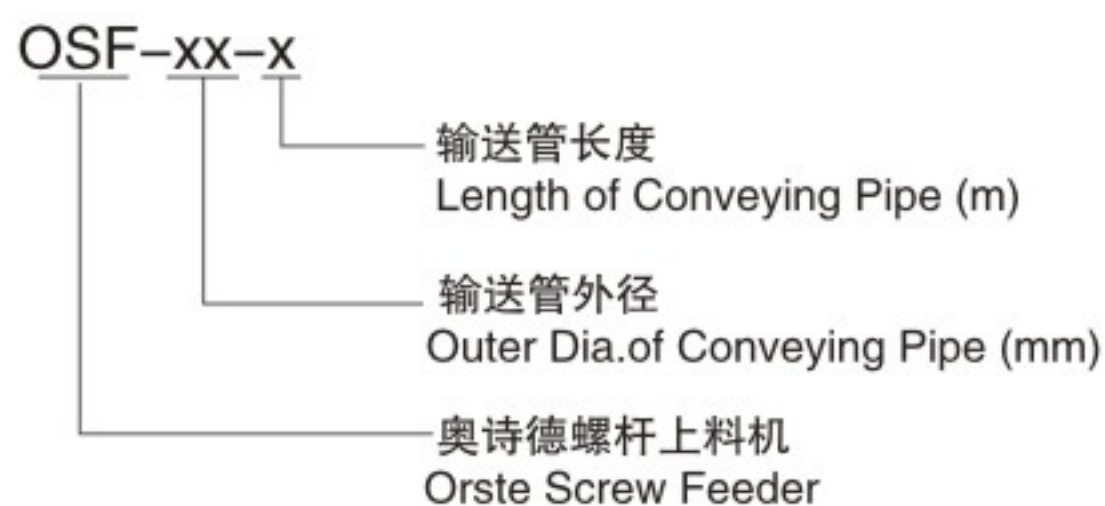 OSF-xx-x
输送管长度
Length of Conveying Pipe (m)
输送管外径
Outer Dia.of Conveying Pipe (mm)
奥诗德螺杆上料机
Orste Screw Feeder